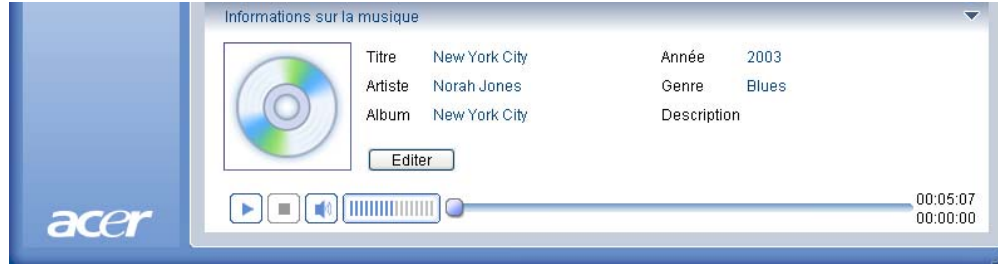 Informations sur la musique
Titre New York City Année 2003
Artiste Norah Jones Genre Blues
Album New York City Description
Editer
00:05:07
00:00:00
acer